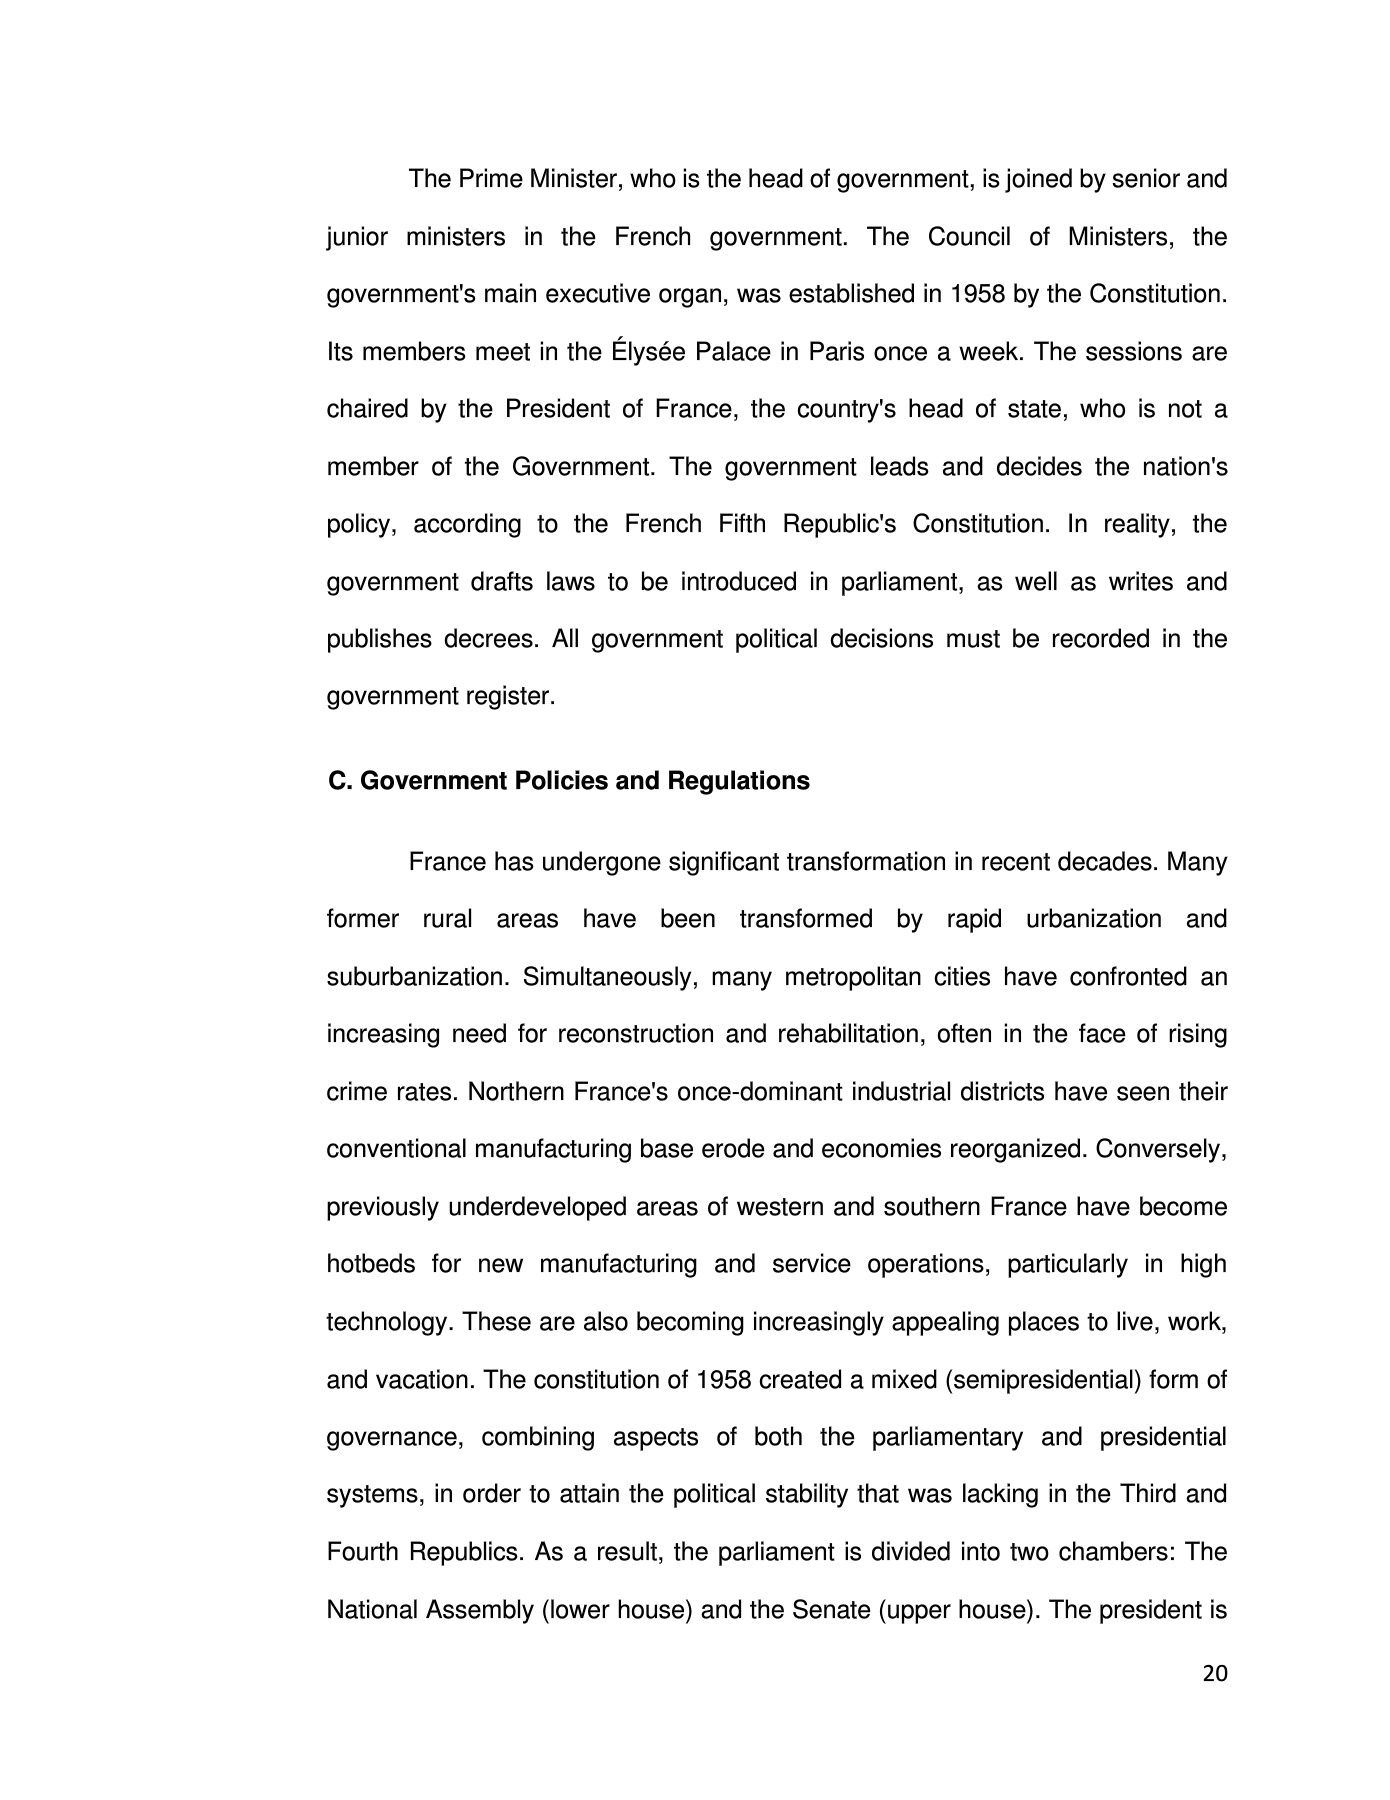 The Prime Minister, who is the head of government, is joined by senior and
junior ministers in the French government. The Council of Ministers, the
government's main executive organ, was established in 1958 by the Constitution.
Its members meet in the Élysée Palace in Paris once a week. The sessions are
chaired by the President of France, the country's head of state, who is not a
member of the Government. The government leads and decides the nation's
policy, according to the French Fifth Republic's Constitution. In reality, the
government drafts laws to be introduced in parliament, as well as writes and
publishes decrees. All government political decisions must be recorded in the
government register.
C. Government Policies and Regulations
France has undergone significant transformation in recent decades. Many
former rural areas have been transformed by rapid urbanization and
suburbanization. Simultaneously, many metropolitan cities have confronted an
increasing need for reconstruction and rehabilitation, often in the face of rising
crime rates. Northern France's once-dominant industrial districts have seen their
conventional manufacturing base erode and economies reorganized. Conversely,
previously underdeveloped areas of western and southern France have become
hotbeds for new manufacturing and service operations, particularly in high
technology. These are also becoming increasingly appealing places to live, work,
and vacation. The constitution of 1958 created a mixed (semipresidential) form of
governance, combining aspects of both the parliamentary and presidential
systems, in order to attain the political stability that was lacking in the Third and
Fourth Republics. As a result, the parliament is divided into two chambers: The
National Assembly (lower house) and the Senate (upper house). The president is
20